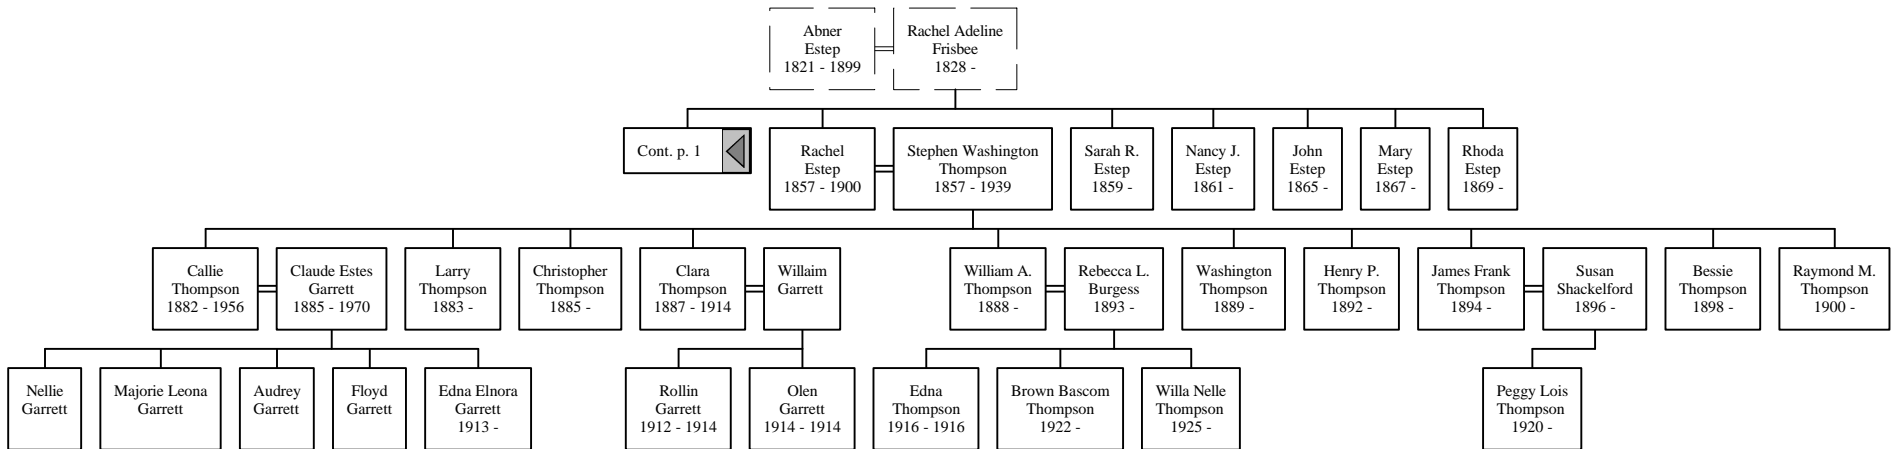 Abner
Estep
1821 - 1899
Rachel Adeline
Frisbee
1828 -
Cont. p. 1
Rachel
Estep
1857 - 1900
Stephen Washington
Thompson
1857 - 1939
Sarah R.
Estep
1859 -
Nancy J.
Estep
1861 -
John
Estep
1865 -
Mary
Estep
1867 -
Rhoda
Estep
1869 -
Callie
Thompson
1882 - 1956
Claude Estes
Garrett
1885 - 1970
Larry
Thompson
1883 -
Christopher
Thompson
1885 -
Clara
Thompson
1887 - 1914
Willaim
Garrett
William A.
Thompson
1888 -
Rebecca L.
Burgess
1893 -
Washington
Thompson
1889 -
Henry P.
Thompson
1892 -
James Frank
Thompson
1894 -
Susan
Shackelford
1896 -
Bessie
Thompson
1898 -
Raymond M.
Thompson
1900 -
Nellie
Garrett
Majorie Leona
Garrett
Audrey
Garrett
Floyd
Garrett
Edna Elnora
Garrett
1913 -
Rollin
Garrett
1912 - 1914
Olen
Garrett
1914 - 1914
Edna
Thompson
1916 - 1916
Brown Bascom
Thompson
1922 -
Willa Nelle
Thompson
1925 -
Peggy Lois
Thompson
1920 -